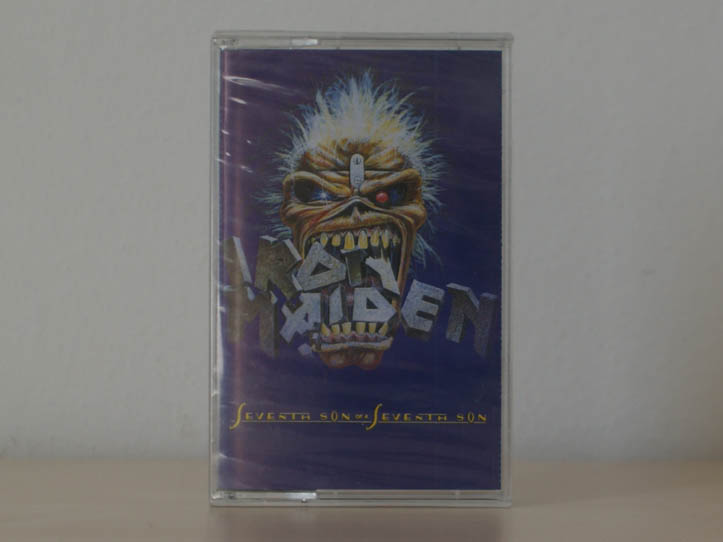 IRON
MAIDEN
SEVENTH SON OF A SEVENTH SON